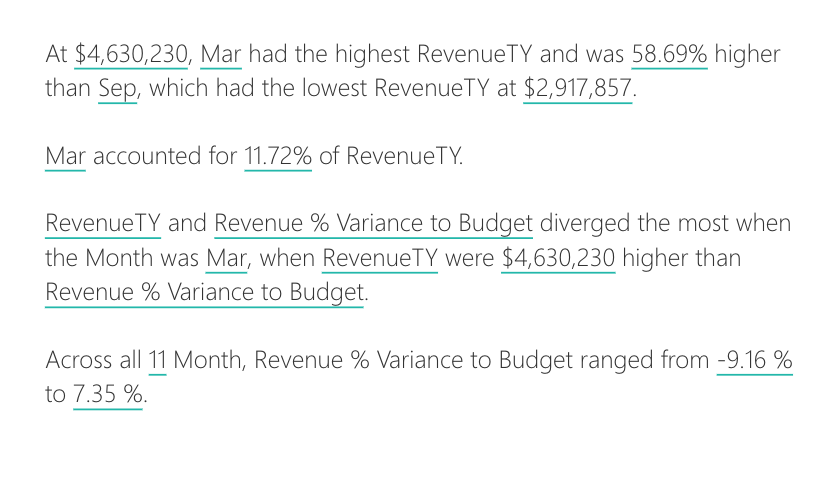 At $4,630,230, Mar had the highest RevenueTY and was 58.69% higher
than Sep, which had the lowest RevenueTY at $2,917,857.
Mar accounted for 11.72% of RevenueTY.
RevenueTY and Revenue % Variance to Budget diverged the most when
the Month was Mar, when RevenueTY were $4,630,230 higher than
Revenue % Variance to Budget.
Across all 11 Month, Revenue % Variance to Budget ranged from -9.16 %
to 7.35 %.